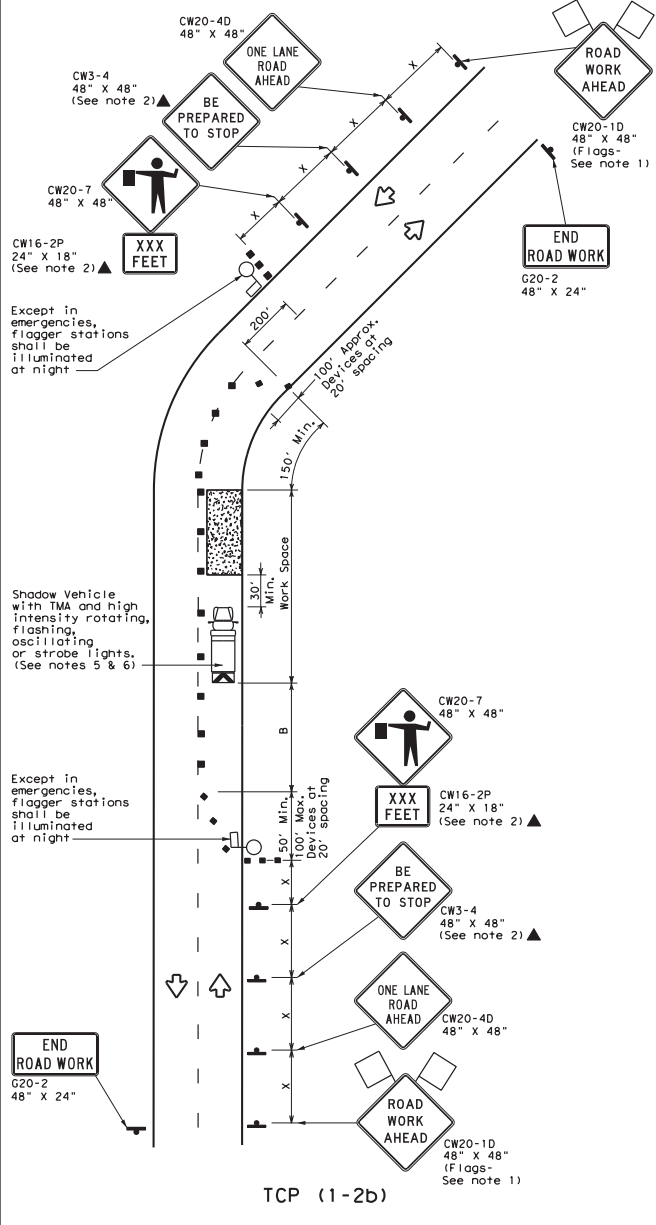 CW20-4D
48" X 48"
ONE LANE
ROAD
AHEAD
ROAD
WORK
AHEAD
CW20-1D
48" X 48"
(Flags-
See note 1)
CW3-4
48" X 48"
(See note 2)▲
BE
PREPARED
TO STOP
X
X
X
X
CW20-7
48" X 48"
XXX
FEET
CW16-2P
24" X 18"
(See note 2)▲
END
ROAD WORK
G20-2
48" X 24"
Except in
emergencies,
flagger stations
shall be
illuminated
at night
200'
100' Approx.
Devices at
20' spacing
150' Min.
Work Space
30'
Min.
Shadow Vehicle
with TMA and high
intensity rotating,
flashing,
oscillating
or strobe lights.
(See notes 5 & 6)
B
CW20-7
48" X 48"
Except in
emergencies,
flagger stations
shall be
illuminated
at night
50' Min.
100' Max.
Devices at
20' spacing
XXX
FEET
CW16-2P
24" X 18"
(See note 2)▲
X
BE
PREPARED
TO STOP
CW3-4
48" X 48"
(See note 2)▲
X
ONE LANE
ROAD
AHEAD
CW20-4D
48" X 48"
X
END
ROAD WORK
G20-2
48" X 24"
X
ROAD
WORK
AHEAD
CW20-1D
48" X 48"
(Flags-
See note 1)
TCP (1-2b)